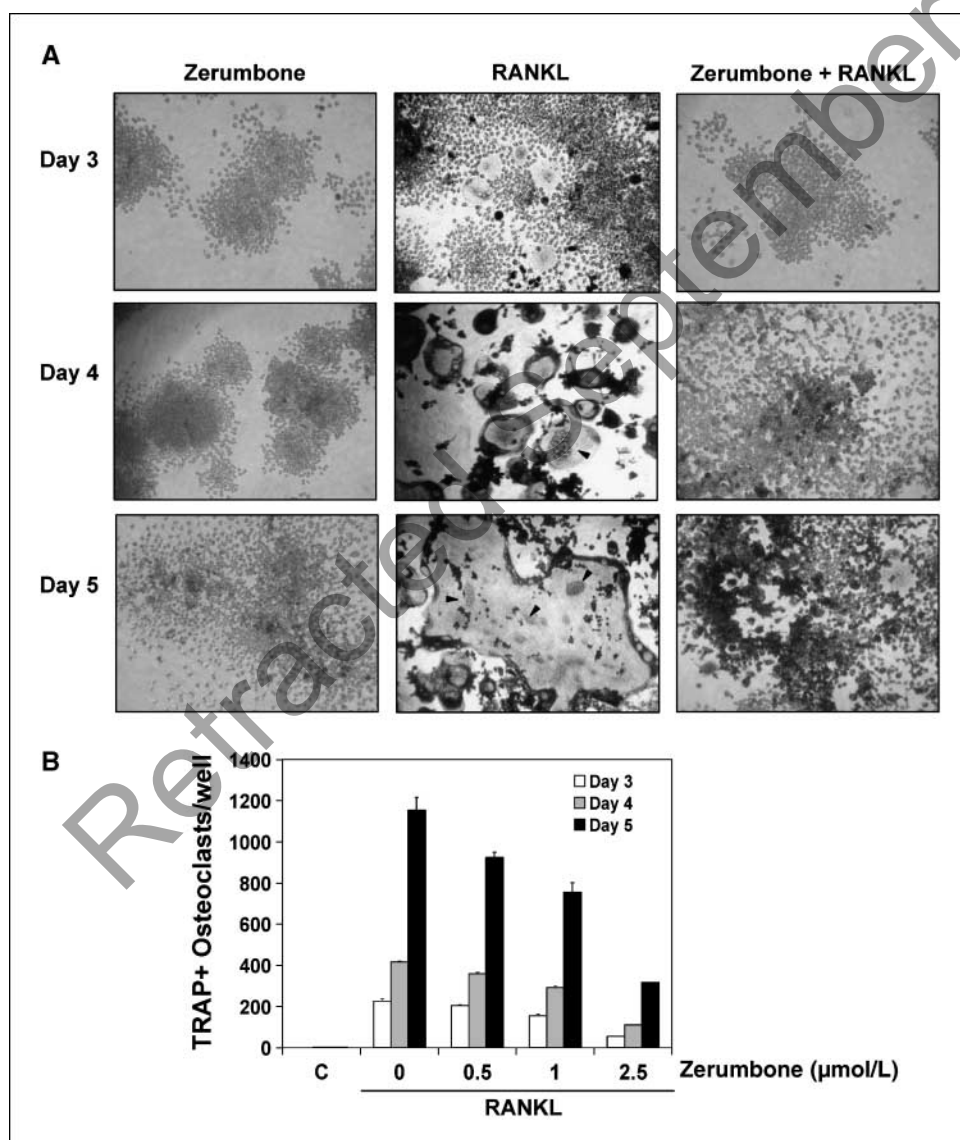 A
Zerumbone RANKL Zerumbone + RANKL
Day 3
Day 4
Day 5
B
1400
1200
1000
800
600
400
200
0
TRAP+ Osteoclasts/well
Day 3
Day 4
Day 5
C 0 0.5 1 2.5 Zerumbone (μmol/L)
RANKL
Retracted September